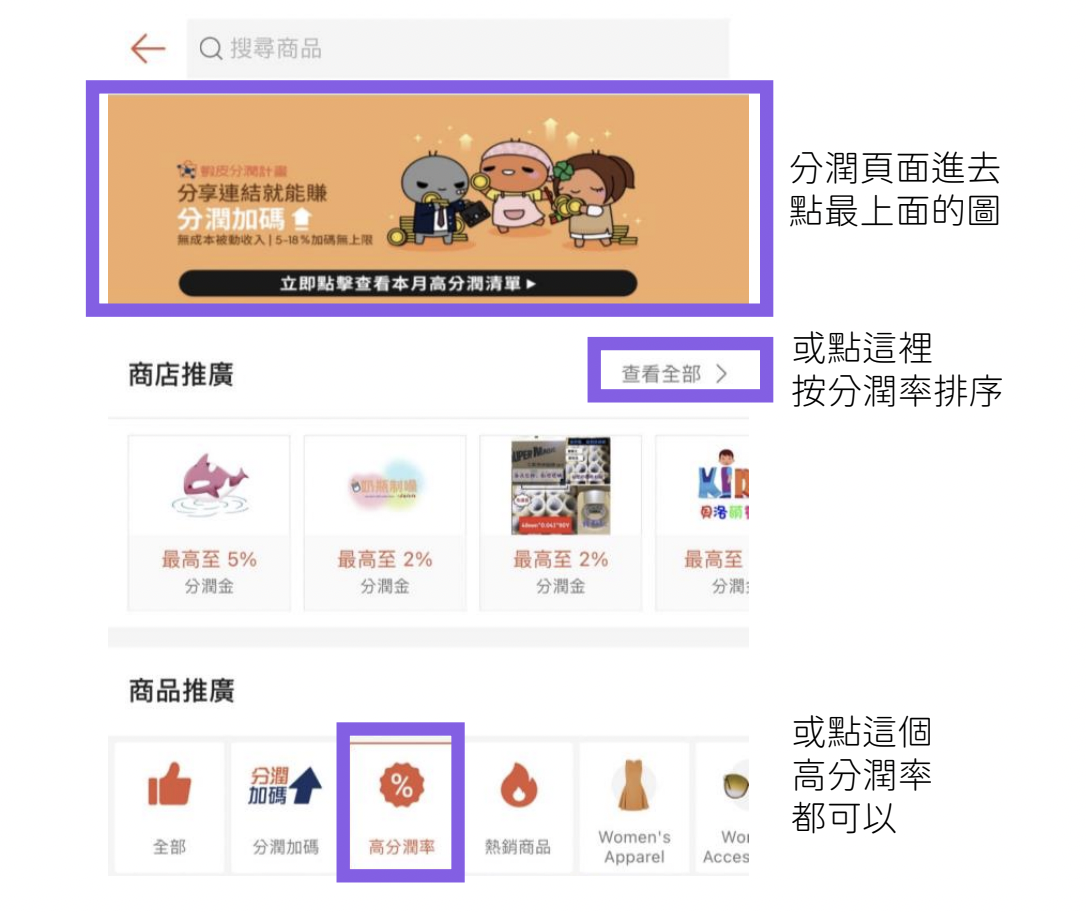 搜尋商品
蝦皮分潤計畫
分享連結就能賺
分潤加碼
無成本被動收入 | 5-18%加碼無上限
立即點擊查看本月高分潤清單
分潤頁面進去
點最上面的圖
商店推廣
查看全部
或點這裡
按分潤率排序
奶瓶制噪
最高至 5%
分潤金
最高至 2%
分潤金
最高至 2%
分潤金
最高至
分潤
商品推廣
分潤
加碼
全部
分潤加碼
高分潤率
熱銷商品
Women's
Apparel
Wo
Acces
或點這個
高分潤率
都可以